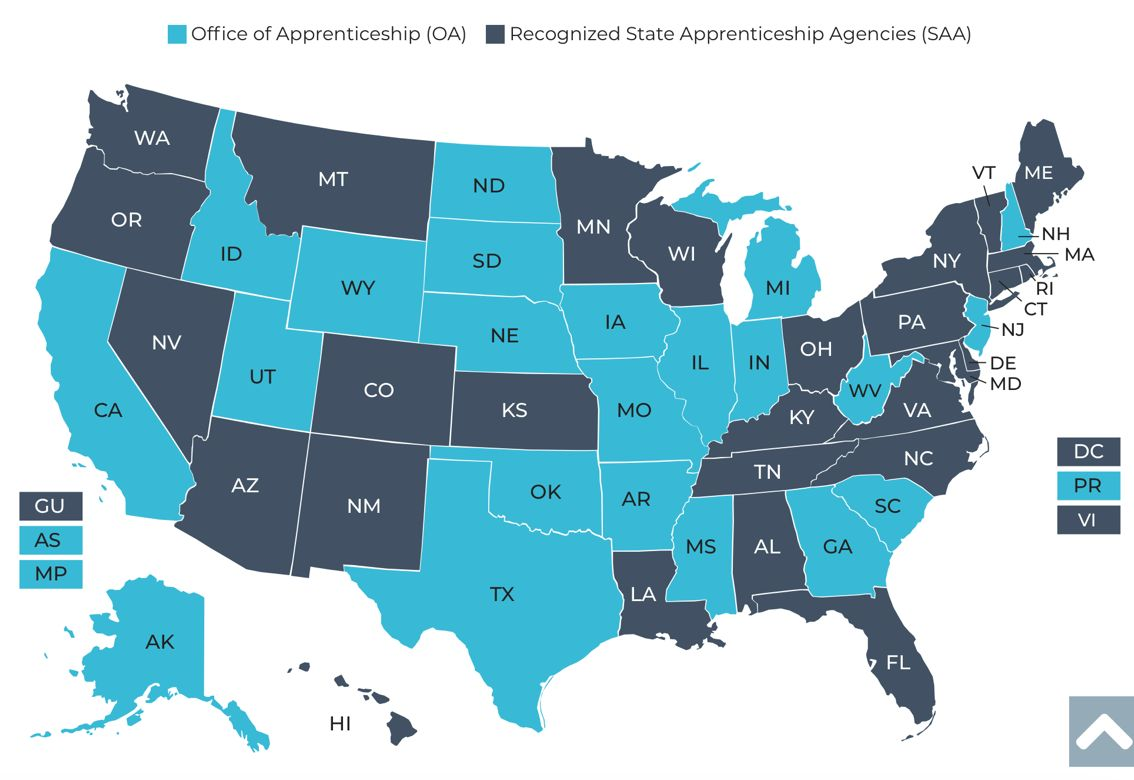 Office of Apprenticeship (OA) Recognized State Apprenticeship Agencies (SAA)
WA
MT
ND
MN
VT
ME
OR
ID
SD
WI
NH
NY
MA
WY
MI
RI
CT
NE
IA
PA
NJ
NV
UT
CO
IL
IN
OH
DE
MD
WV
CA
KS
MO
KY
VA
DC
NC
TN
AZ
NM
OK
AR
SC
PR
GU
VI
AS
MS
AL
GA
MP
TX
LA
AK
FL
HI